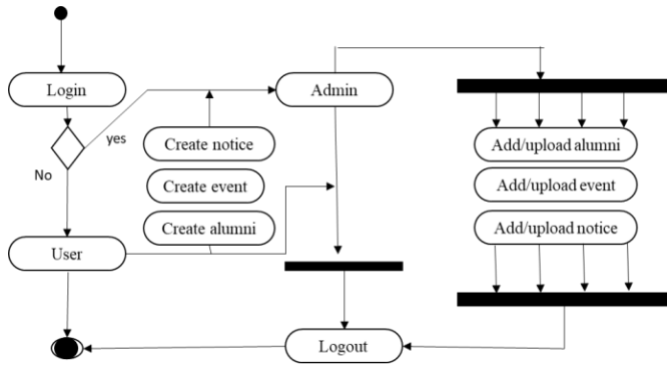 Login
Admin
yes
Create notice
Add/upload alumni
No
Create event
Add/upload event
Create alumni
Add/upload notice
User
Logout